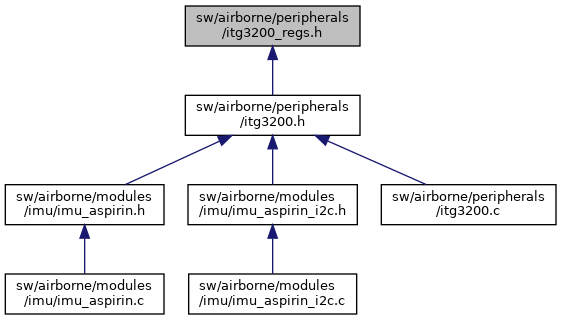 sw/airborne/peripherals
/itg3200_regs.h
sw/airborne/peripherals
/itg3200.h
sw/airborne/modules
/imu/imu_aspirin.h
sw/airborne/modules
/imu/imu_aspirin_i2c.h
sw/airborne/peripherals
/itg3200.c
sw/airborne/modules
/imu/imu_aspirin.c
sw/airborne/modules
/imu/imu_aspirin_i2c.c